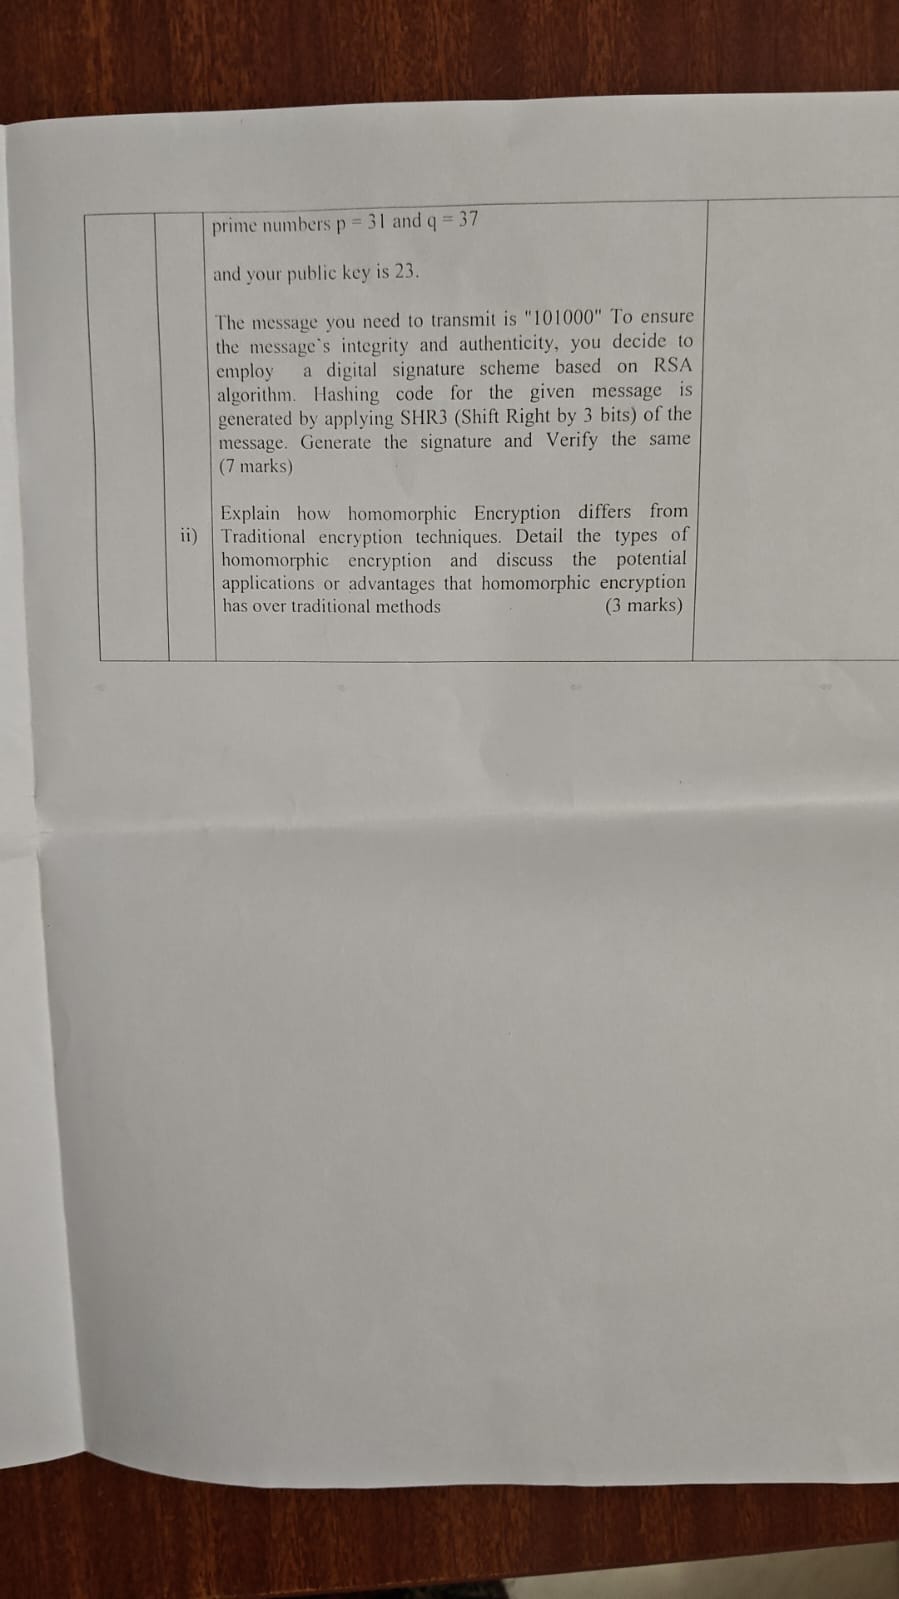 prime numbers p = 31 and q = 37
and your public key is 23.
The message you need to transmit is "101000" To ensure
the message`s integrity and authenticity, you decide to
employ a digital signature scheme based on RSA
algorithm. Hashing code for the given message is
generated by applying SHR3 (Shift Right by 3 bits) of the
message. Generate the signature and Verify the same
(7 marks)
Explain how homomorphic Encryption differs from
ii) Traditional encryption techniques. Detail the types of
homomorphic encryption and discuss the potential
applications or advantages that homomorphic encryption
has over traditional methods (3 marks)